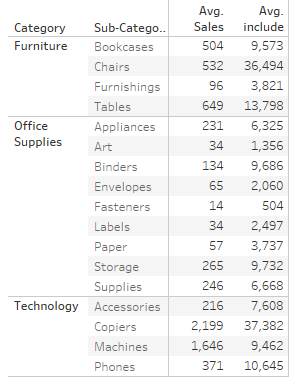 Avg. Avg.
Category Sub-Catego.. Sales include
Furniture Bookcases 504 9,573
Chairs 532 36,494
Furnishings 96 3,821
Tables 649 13,798
Office Supplies Appliances 231 6,325
Art 34 1,356
Binders 134 9,686
Envelopes 65 2,060
Fasteners 14 504
Labels 34 2,497
Paper 57 3,737
Storage 265 9,732
Supplies 246 6,668
Technology Accessories 216 7,608
Copiers 2,199 37,382
Machines 1,646 9,462
Phones 371 10,645